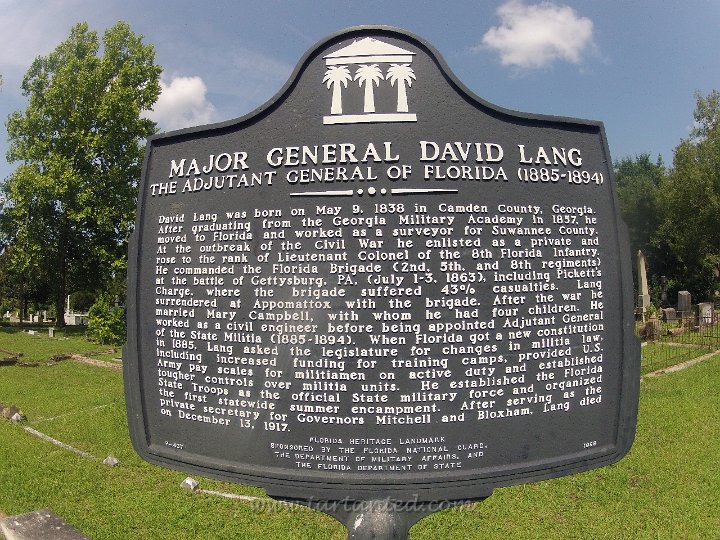 MAJOR GENERAL DAVID LANG
THE ADJUTANT GENERAL OF FLORIDA (1885-1894)
David Lang was born on May 9, 1838 in Camden County, Georgia.
After graduating from the Georgia Military Academy in 1857, he
moved to Florida and worked as a surveyor for Suwannee County.
At the outbreak of the Civil War he enlisted as a private and
rose to the rank of Lieutenant Colonel of the 8th Florida Infantry.
He commanded the Florida Brigade (2nd, 5th, and 8th regiments)
at the battle of Gettysburg, PA, (July 1-3, 1863), including Pickett's
Charge, where the brigade suffered 43% casualties. Lang
surrendered at Appomattox with the brigade. After the war he
married Mary Campbell, with whom he had four children. He
worked as a civil engineer before being appointed Adjutant General
of the State Militia (1885-1894). When Florida got a new constitution
in 1885, Lang asked the legislature for changes in militia law,
including increased funding for training camps, provided U.S.
Army pay scales for militiamen on active duty and established
tougher controls over militia units. He established the Florida
State Troops as the official State military force and organized
the first statewide summer encampment. After serving as the
private secretary for Governors Mitchell and Bloxham, Lang died
on December 13, 1917.
FLORIDA HERITAGE LANDMARK
SPONSORED BY THE FLORIDA NATIONAL GUARD,
THE DEPARTMENT OF MILITARY AFFAIRS, AND
THE FLORIDA DEPARTMENT OF STATE
F-437
www.tartanted.com